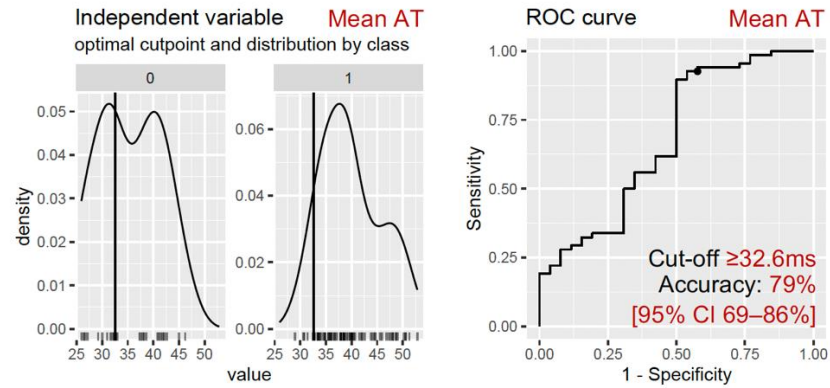 Independent variable Mean AT
optimal cutpoint and distribution by class
0 1
0.05
0.04
0.03
0.02
0.01
0.00
density
25 30 35 40 45 50
0.06
0.04
0.02
0.00
25 30 35 40 45 50
value
ROC curve Mean AT
1.00
0.75
0.50
0.25
0.00
Sensitivity
Cut-off ≥32.6ms
Accuracy: 79%
[95% CI 69–86%]
0.00 0.25 0.50 0.75 1.00
1 - Specificity